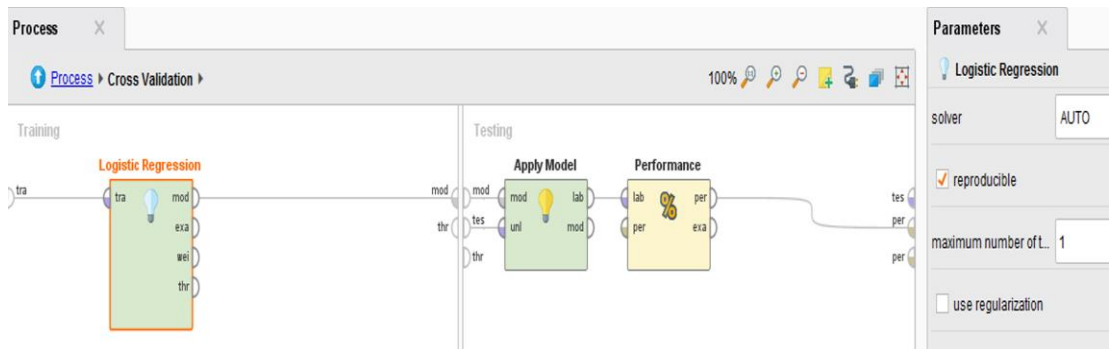 Process
Process ▸ Cross Validation ▸
100%
Training
Logistic Regression
tra
tra
mod
exa
wei
thr
mod
thr
Testing
Apply Model
Performance
mod
tes
thr
mod
unl
lab
mod
lab
per
per
exa
tes
per
per
Parameters
Logistic Regression
solver
AUTO
reproducible
maximum number of t...
1
use regularization